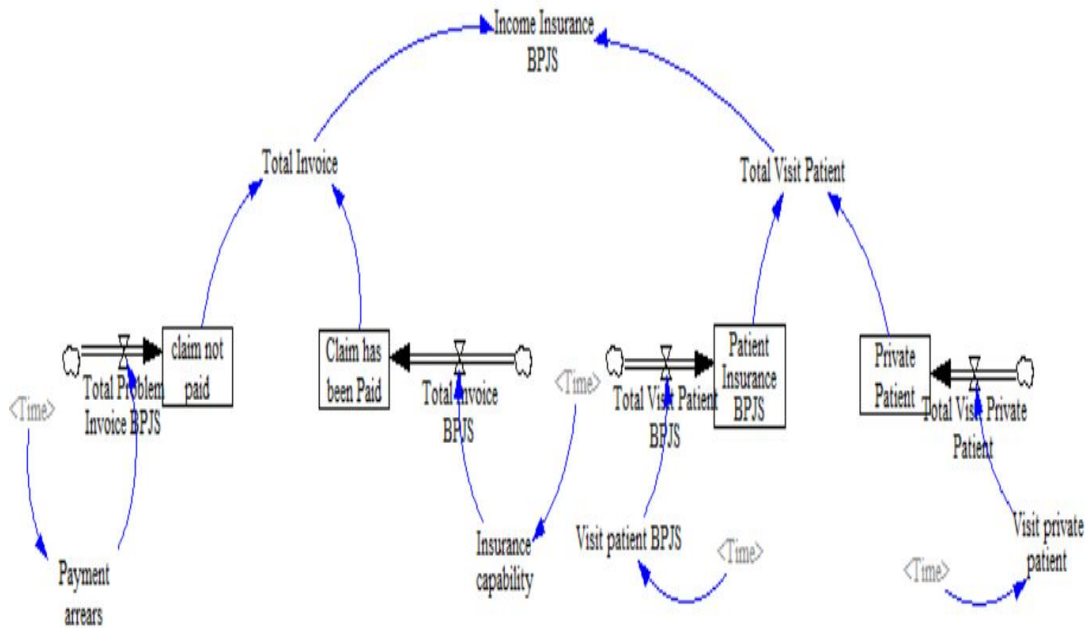 Income Insurance
BPJS
Total Invoice
Total Visit Patient
claim not
paid
Claim has
been Paid
Patient
Insurance
BPJS
Private
Patient
Total Problem
Invoice BPJS
Total Invoice
BPJS
Total Visit Patient
BPJS
Total Visit Private
Patient
<Time>
<Time>
Payment
arrears
Insurance
capability
Visit patient BPJS
<Time>
<Time>
Visit private
patient